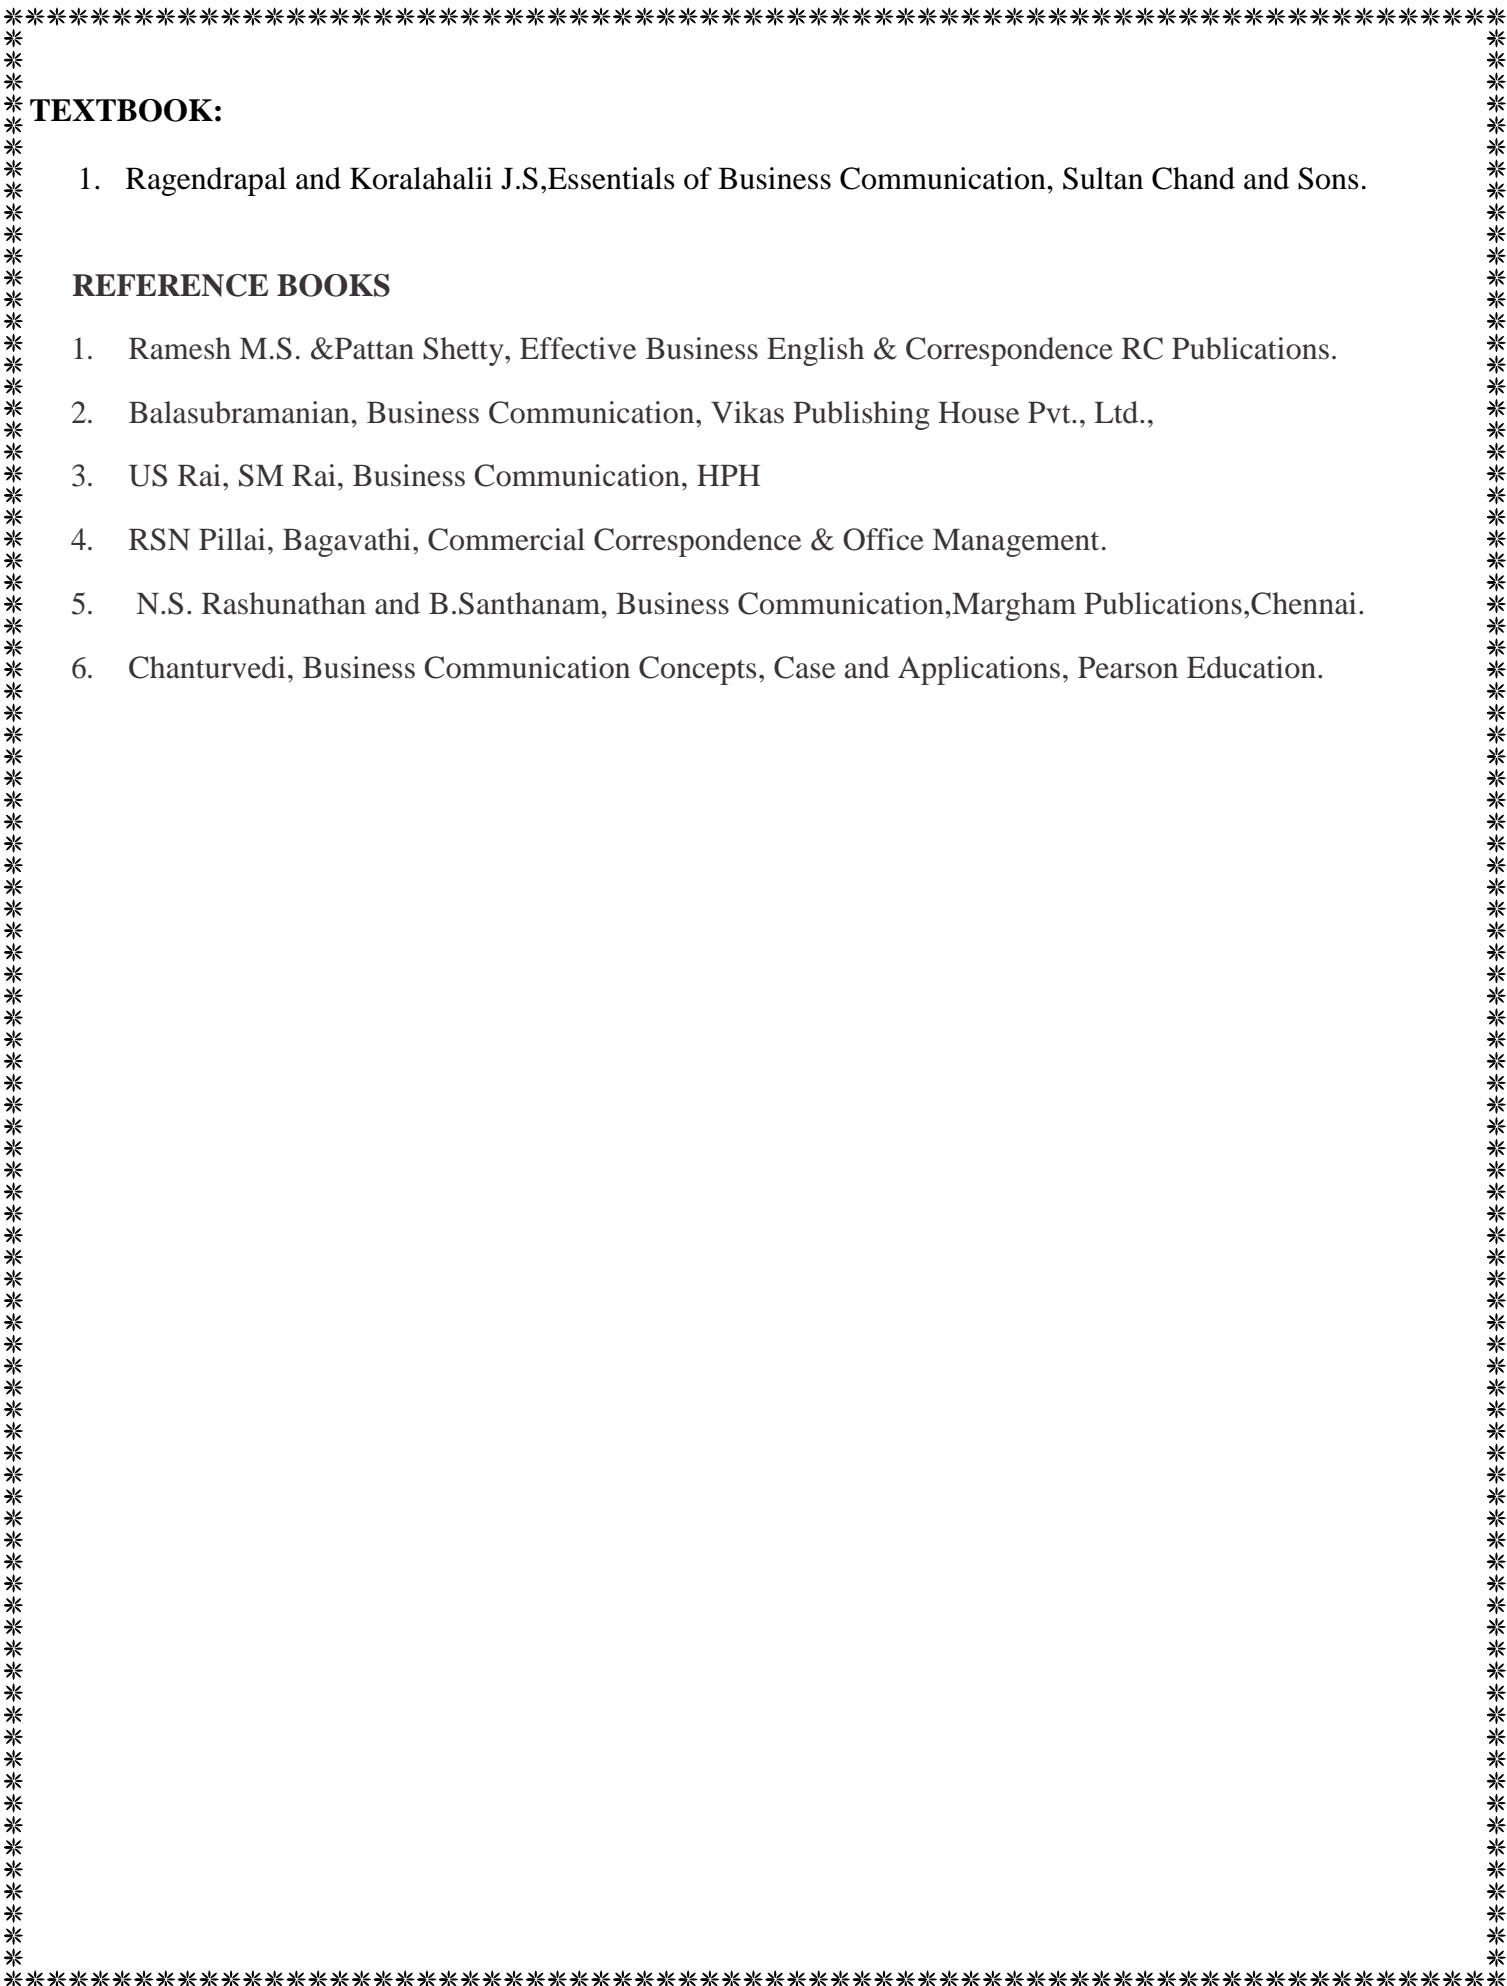 TEXTBOOK:
1. Ragendrapal and Koralahalii J.S,Essentials of Business Communication, Sultan Chand and Sons.
REFERENCE BOOKS
1. Ramesh M.S. &Pattan Shetty, Effective Business English & Correspondence RC Publications.
2. Balasubramanian, Business Communication, Vikas Publishing House Pvt., Ltd.,
3. US Rai, SM Rai, Business Communication, HPH
4. RSN Pillai, Bagavathi, Commercial Correspondence & Office Management.
5. N.S. Rashunathan and B.Santhanam, Business Communication,Margham Publications,Chennai.
6. Chanturvedi, Business Communication Concepts, Case and Applications, Pearson Education.